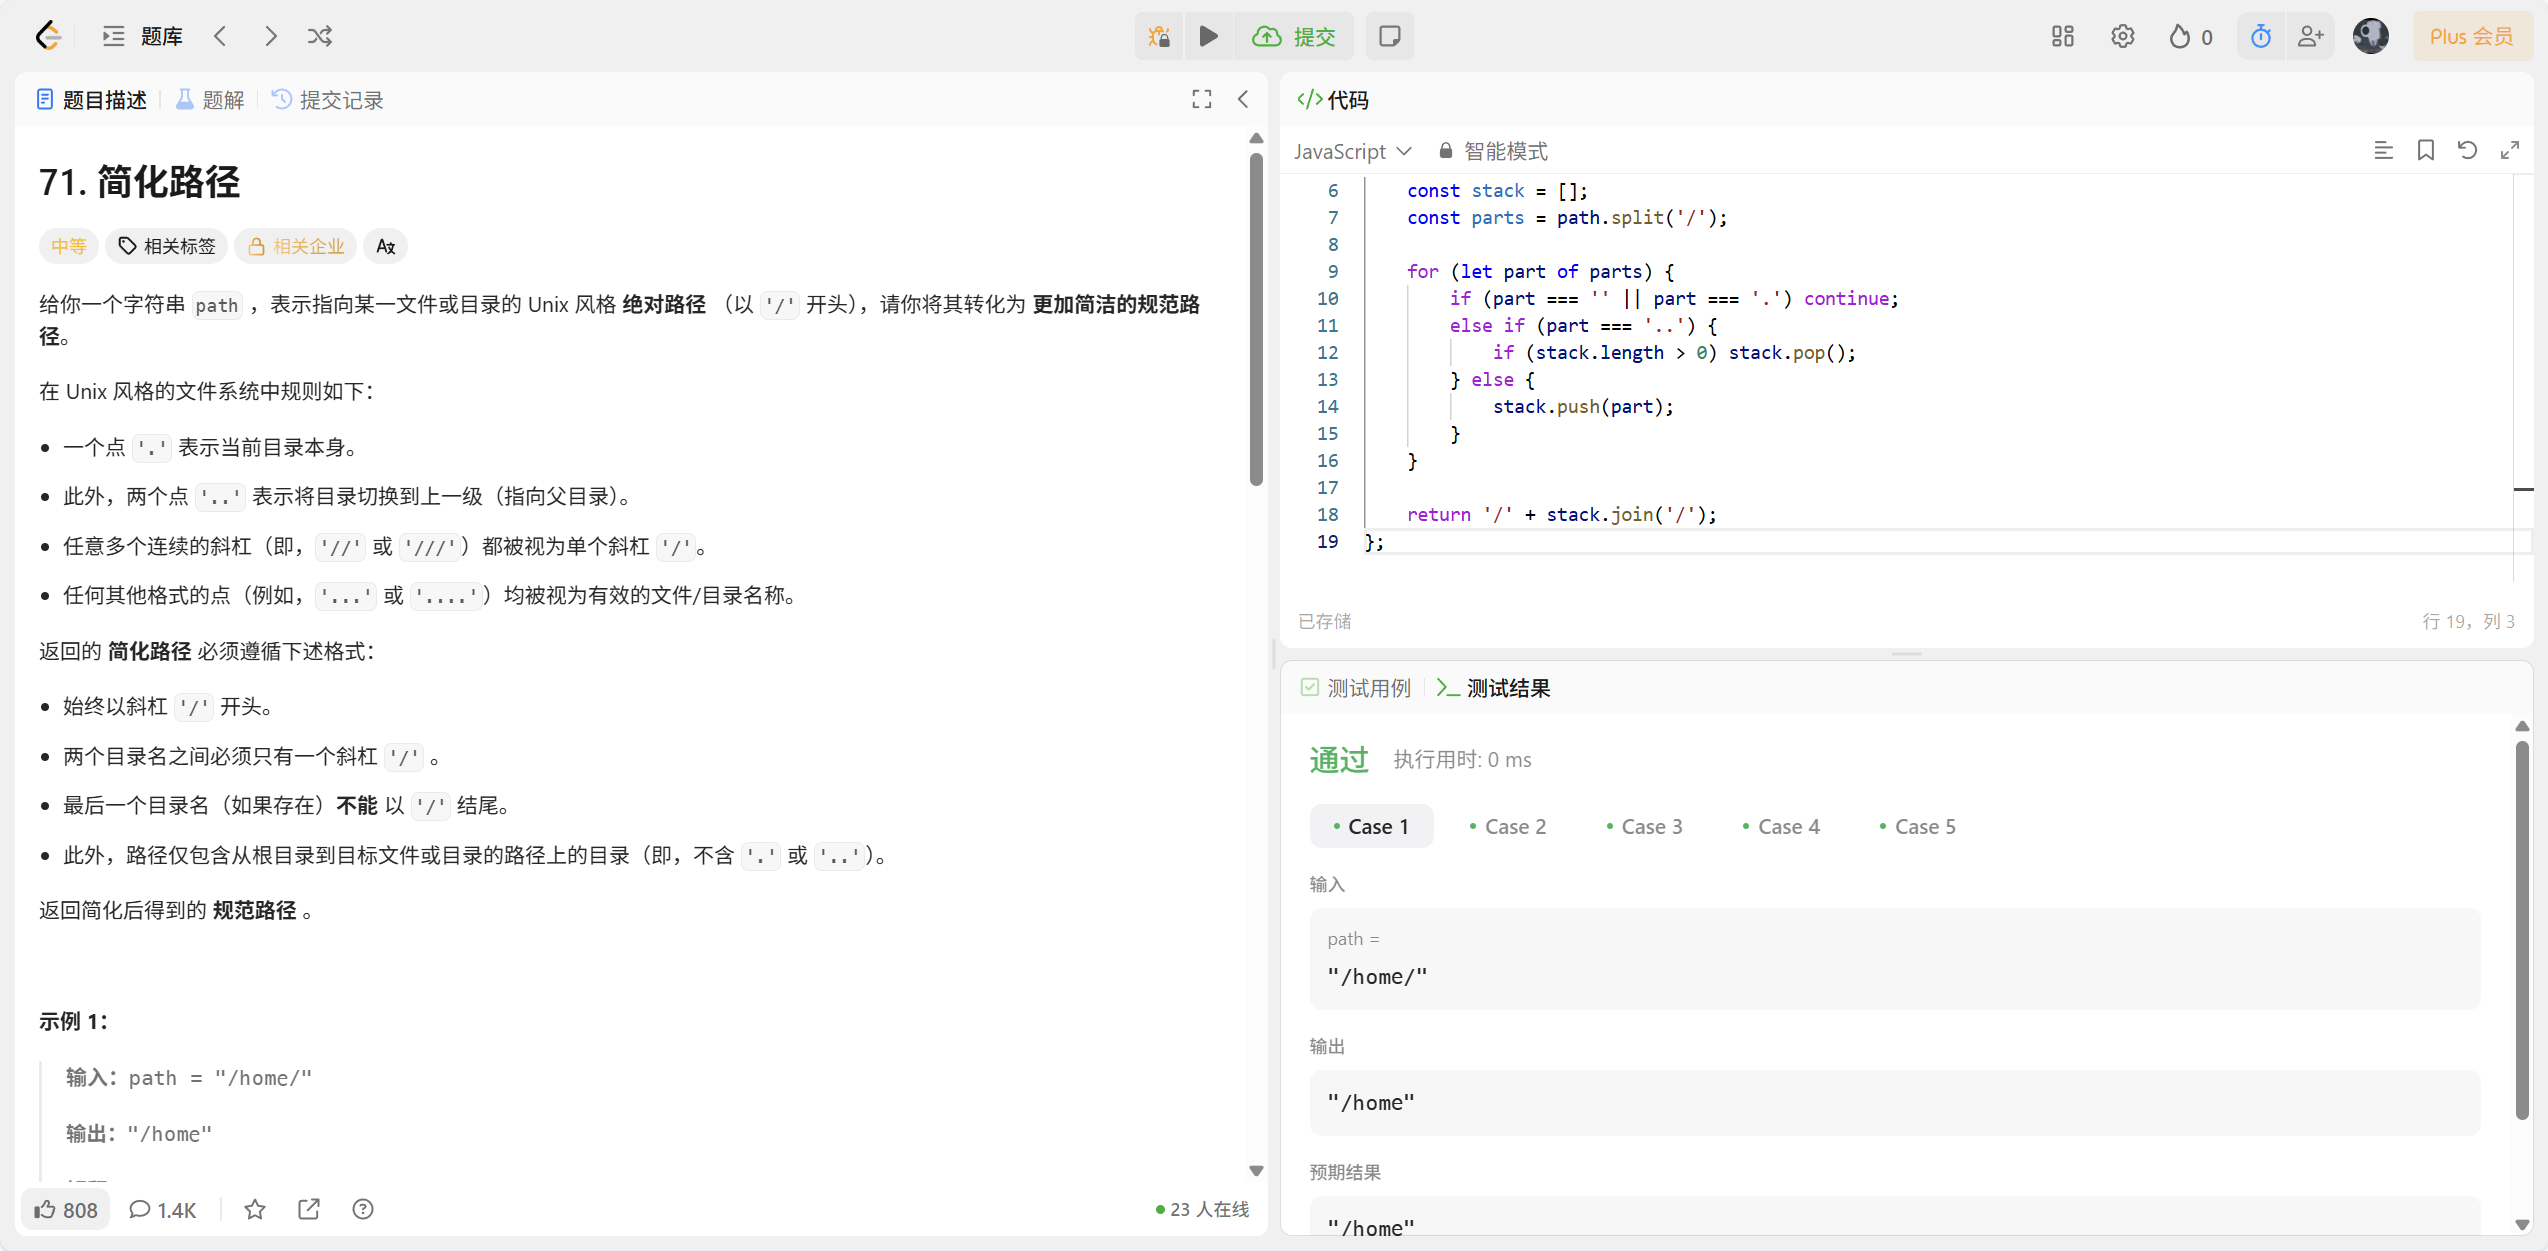 题库
提交
0
Plus 会员
题目描述
题解
提交记录
71. 简化路径
中等
相关标签
相关企业
给你一个字符串 path ，表示指向某一文件或目录的 Unix 风格 绝对路径 （以 '/' 开头），请你将其转化为 更加简洁的规范路
径。
在 Unix 风格的文件系统中规则如下：
一个点 '.' 表示当前目录本身。
此外，两个点 '..' 表示将目录切换到上一级（指向父目录）。
任意多个连续的斜杠（即，'//' 或 '///'）都被视为单个斜杠 '/'。
任何其他格式的点（例如，'...' 或 '....'）均被视为有效的文件/目录名称。
返回的 简化路径 必须遵循下述格式：
始终以斜杠 '/' 开头。
两个目录名之间必须只有一个斜杠 '/' 。
最后一个目录名（如果存在）不能 以 '/' 结尾。
此外，路径仅包含从根目录到目标文件或目录的路径上的目录（即，不含 '.' 或 '..'）。
返回简化后得到的 规范路径 。
示例 1：
输入：path = "/home/"
输出："/home"
808
1.4K
23 人在线
代码
JavaScript
智能模式
6 const stack = [];
7 const parts = path.split('/');
8
9 for (let part of parts) {
10 if (part === '' || part === '.') continue;
11 else if (part === '..') {
12 if (stack.length > 0) stack.pop();
13 } else {
14 stack.push(part);
15 }
16 }
17
18 return '/' + stack.join('/');
19 };
已存储
行 19，列 3
测试用例
测试结果
通过
执行用时: 0 ms
Case 1
Case 2
Case 3
Case 4
Case 5
输入
path =
"/home/"
输出
"/home"
预期结果
"/home"